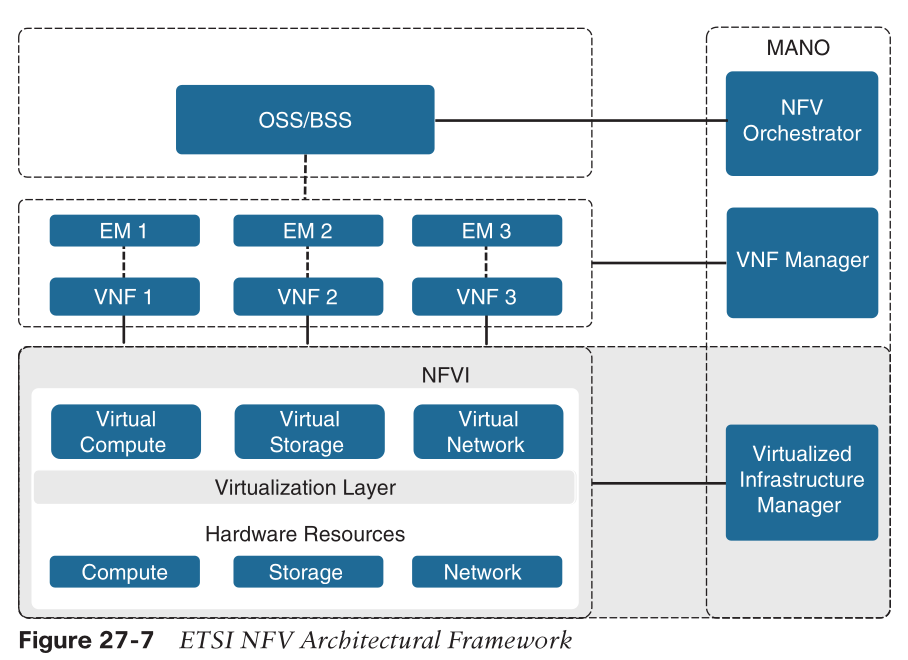 MANO
OSS/BSS
NFV
Orchestrator
EM 1
EM 2
EM 3
VNF Manager
VNF 1
VNF 2
VNF 3
NFVI
Virtual
Compute
Virtual
Storage
Virtual
Network
Virtualized
Infrastructure
Manager
Virtualization Layer
Hardware Resources
Compute
Storage
Network
Figure 27-7 ETSI NFV Architectural Framework